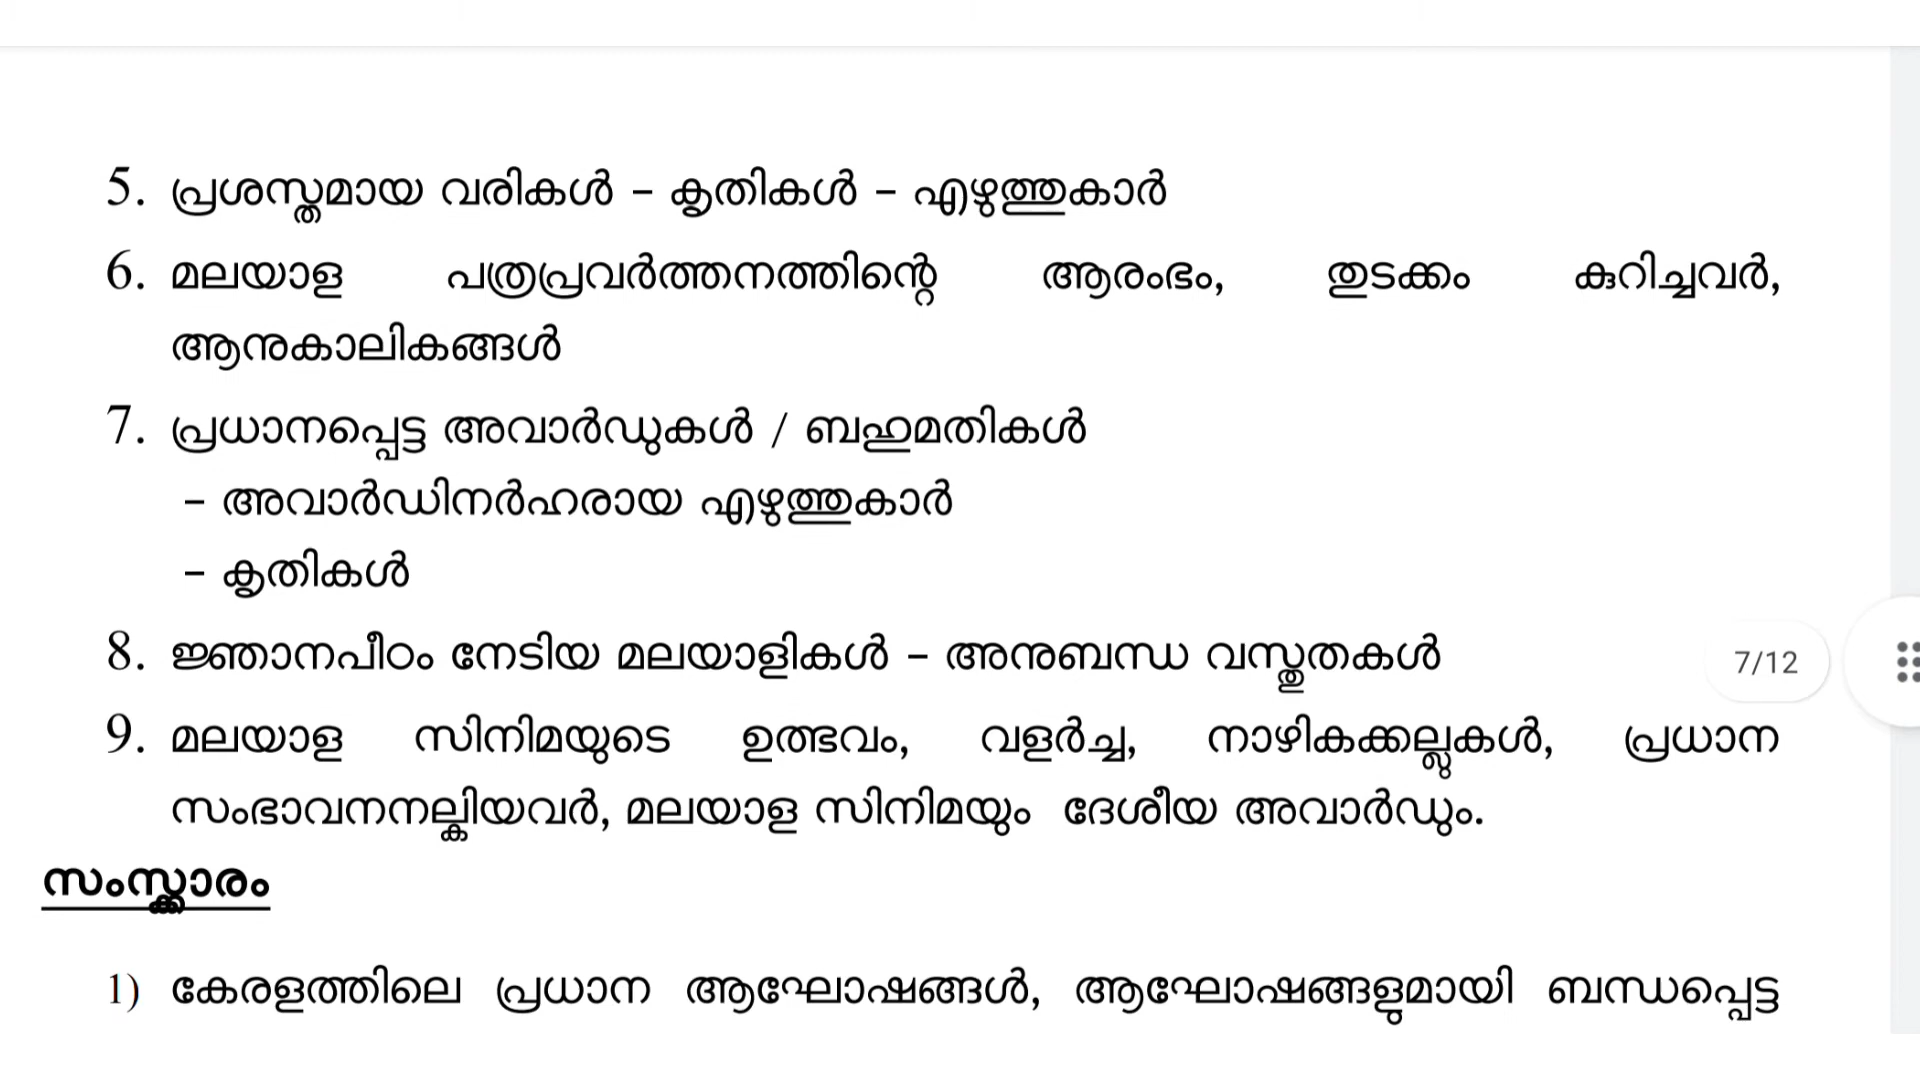 5. പ്രശസ്തമായ വരികൾ – കൃതികൾ – എഴുത്തുകാർ
6. മലയാള പത്രപ്രവർത്തനത്തിന്റെ ആരംഭം, തുടക്കം കുറിച്ചവർ,
ആനുകാലികങ്ങൾ
7. പ്രധാനപ്പെട്ട അവാർഡുകൾ / ബഹുമതികൾ
– അവാർഡിനർഹരായ എഴുത്തുകാർ
– കൃതികൾ
8. ജ്ഞാനപീഠം നേടിയ മലയാളികൾ – അനുബന്ധ വസ്തുതകൾ
7/12
9. മലയാള സിനിമയുടെ ഉത്ഭവം, വളർച്ച, നാഴികക്കല്ലുകൾ, പ്രധാന
സംഭാവനനല്കിയവർ, മലയാള സിനിമയും ദേശീയ അവാർഡും.
സംസ്ക്കാരം
1) കേരളത്തിലെ പ്രധാന ആഘോഷങ്ങൾ, ആഘോഷങ്ങളുമായി ബന്ധപ്പെട്ട